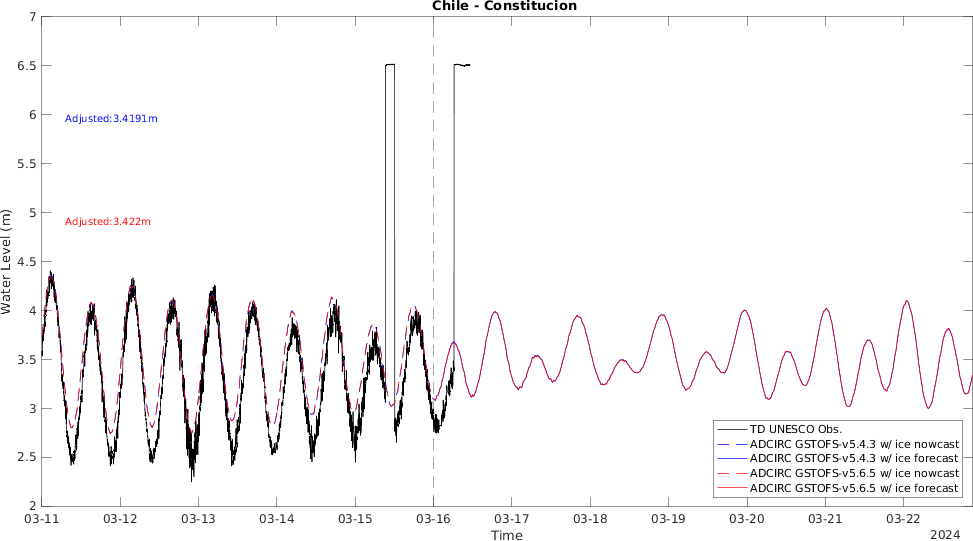 Chile - Constitucion
7
6.5
6
5.5
5
4.5
4
3.5
3
2.5
2
Water Level (m)
Adjusted:3.4191m
Adjusted:3.422m
TD UNESCO Obs.
ADCIRC GSTOFS-v5.4.3 w/ ice nowcast
ADCIRC GSTOFS-v5.4.3 w/ ice forecast
ADCIRC GSTOFS-v5.6.5 w/ ice nowcast
ADCIRC GSTOFS-v5.6.5 w/ ice forecast
03-11 03-12 03-13 03-14 03-15 03-16 03-17 03-18 03-19 03-20 03-21 03-22
Time
2024